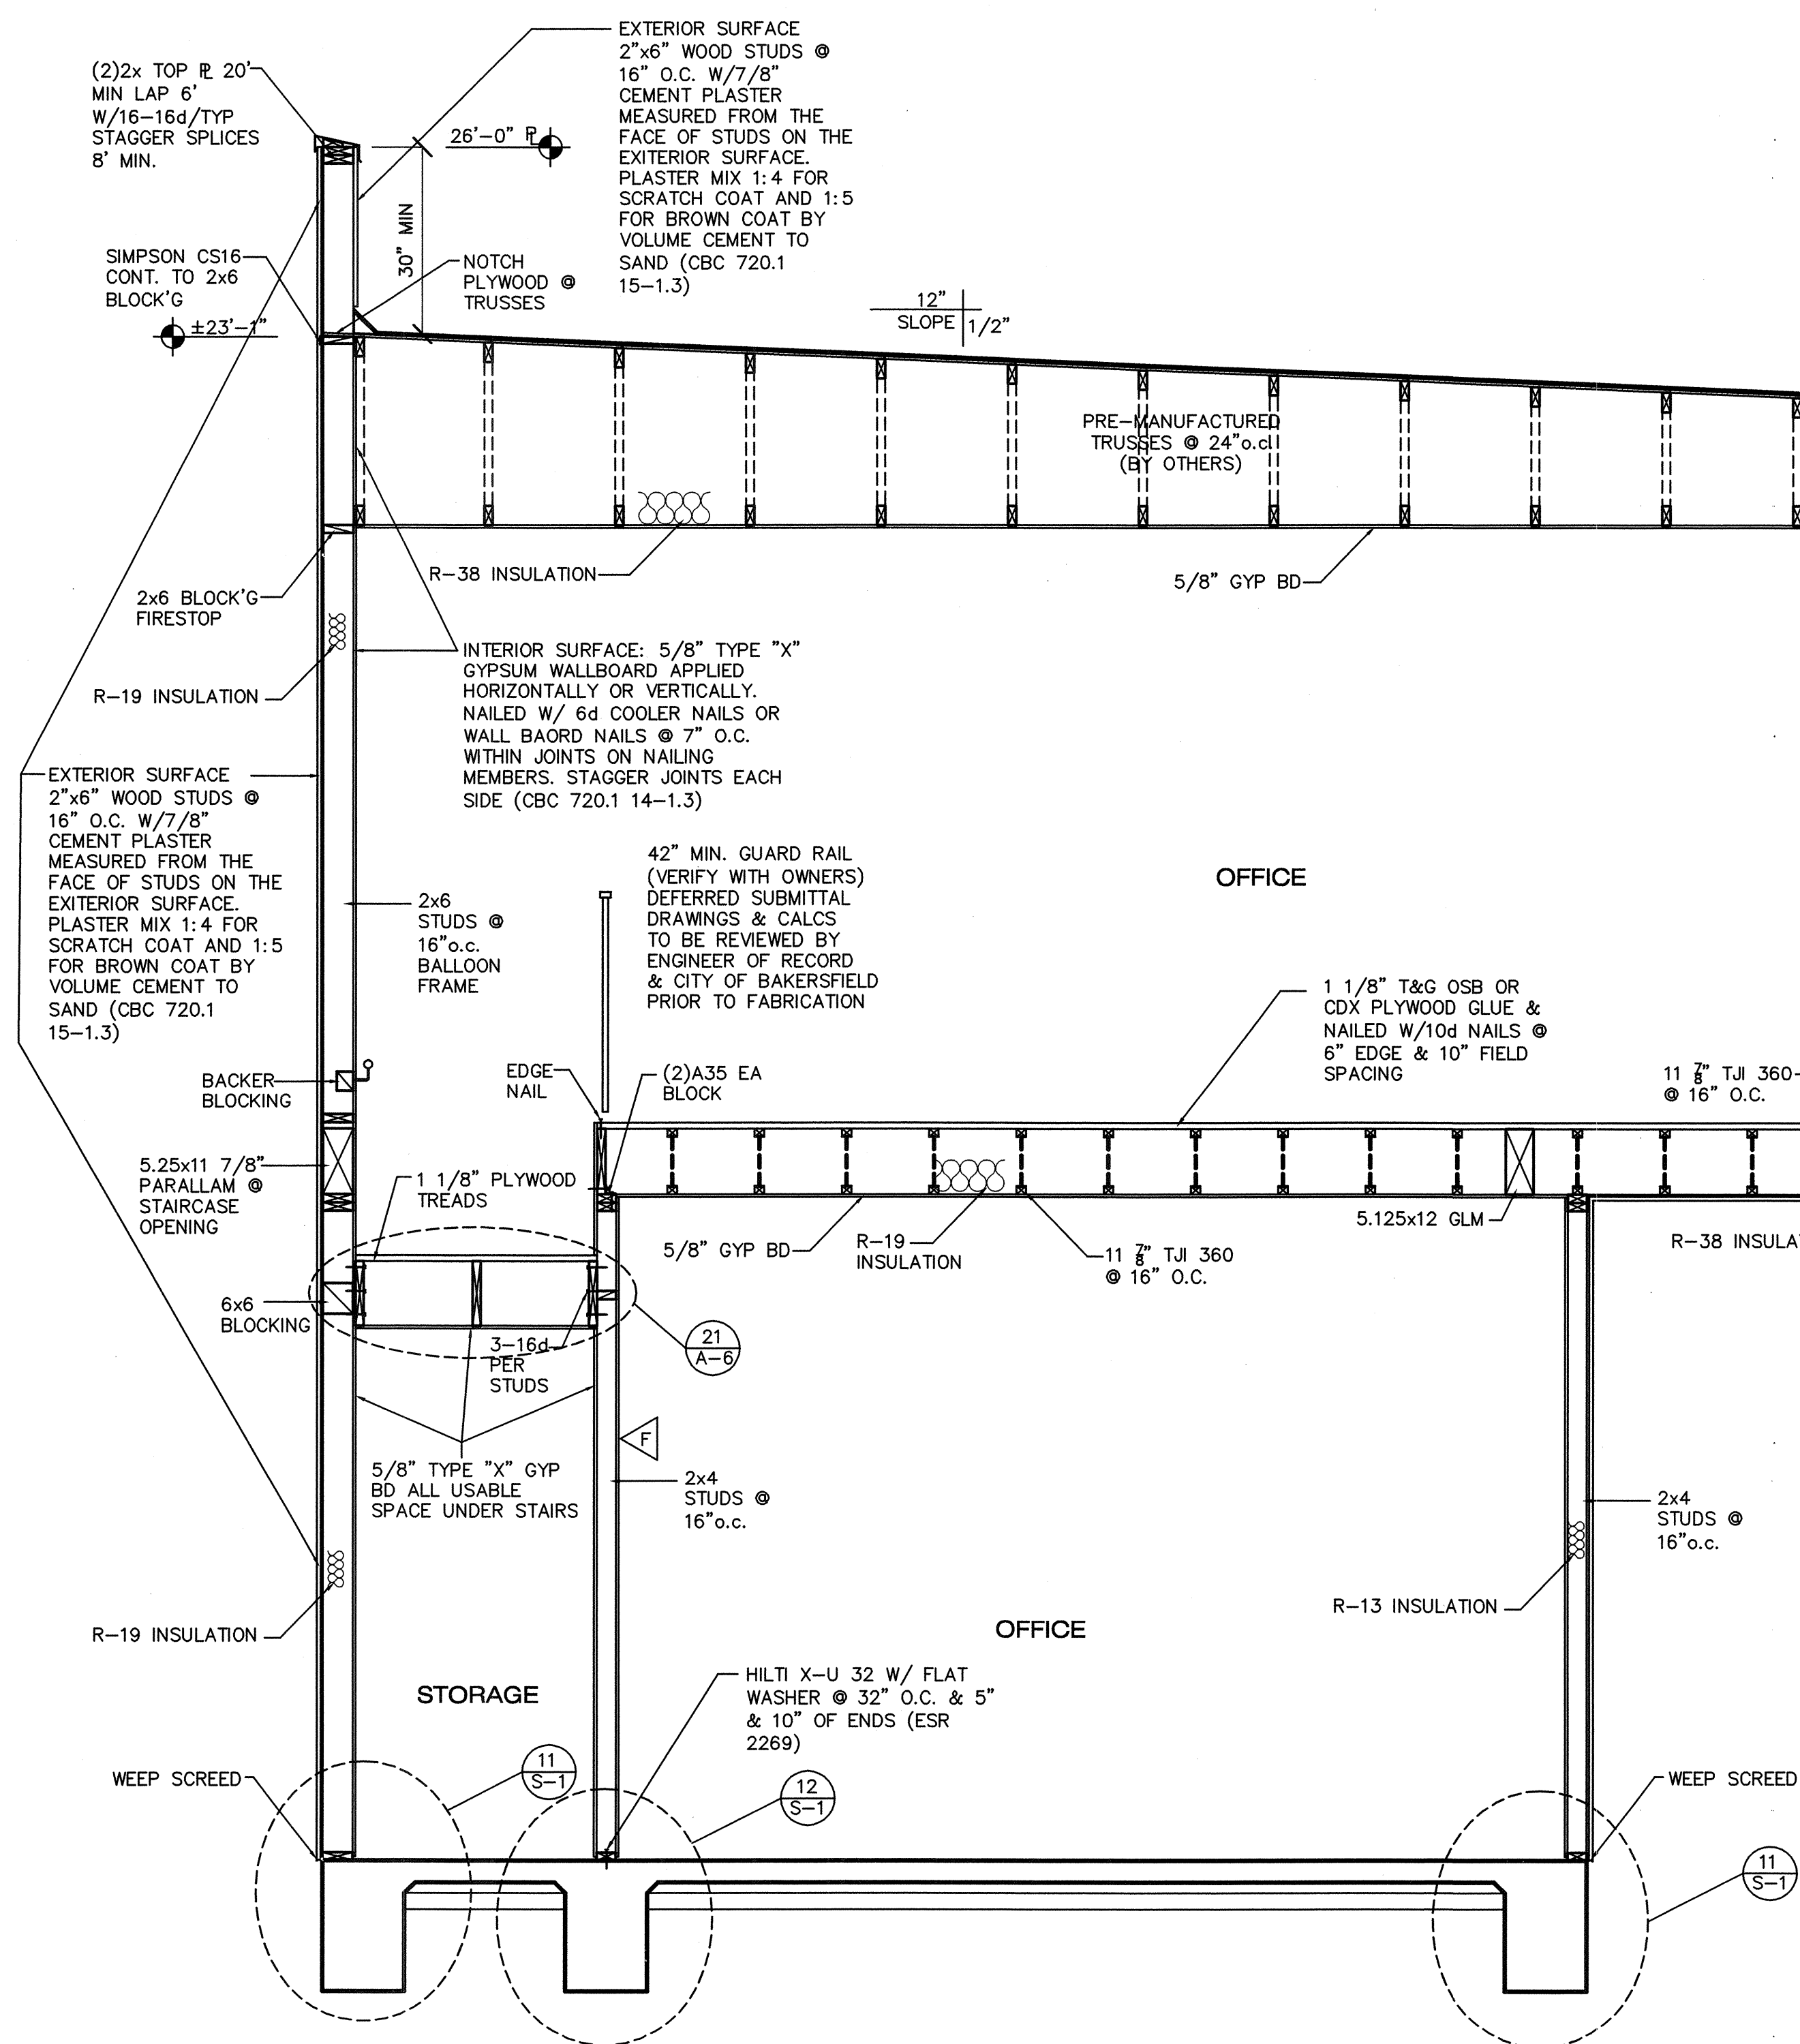 EXTERIOR SURFACE
2"x6" WOOD STUDS @
16" O.C. W/7/8"
CEMENT PLASTER
MEASURED FROM THE
FACE OF STUDS ON THE
EXITERIOR SURFACE.
PLASTER MIX 1:4 FOR
SCRATCH COAT AND 1:5
FOR BROWN COAT BY
VOLUME CEMENT TO
SAND (CBC 720.1
15-1.3)
(2)2x TOP PL 20'
MIN LAP 6'
W/16-16d/TYP
STAGGER SPLICES
8' MIN.
26'-0" PL
30" MIN
SIMPSON CS16
CONT. TO 2x6
BLOCK'G
NOTCH
PLYWOOD @
TRUSSES
±23'-1"
12"
SLOPE
1/2"
PRE-MANUFACTURED
TRUSSES @ 24"o.c.
(BY OTHERS)
R-38 INSULATION
5/8" GYP BD
2x6 BLOCK'G
FIRESTOP
R-19 INSULATION
INTERIOR SURFACE: 5/8" TYPE "X"
GYPSUM WALLBOARD APPLIED
HORIZONTALLY OR VERTICALLY.
NAILED W/ 6d COOLER NAILS OR
WALL BAORD NAILS @ 7" O.C.
WITHIN JOINTS ON NAILING
MEMBERS. STAGGER JOINTS EACH
SIDE (CBC 720.1 14-1.3)
EXTERIOR SURFACE
2"x6" WOOD STUDS @
16" O.C. W/7/8"
CEMENT PLASTER
MEASURED FROM THE
FACE OF STUDS ON THE
EXITERIOR SURFACE.
PLASTER MIX 1:4 FOR
SCRATCH COAT AND 1:5
FOR BROWN COAT BY
VOLUME CEMENT TO
SAND (CBC 720.1
15-1.3)
2x6
STUDS @
16"o.c.
BALLOON
FRAME
42" MIN. GUARD RAIL
(VERIFY WITH OWNERS)
DEFERRED SUBMITTAL
DRAWINGS & CALCS
TO BE REVIEWED BY
ENGINEER OF RECORD
& CITY OF BAKERSFIELD
PRIOR TO FABRICATION
OFFICE
1 1/8" T&G OSB OR
CDX PLYWOOD GLUE &
NAILED W/10d NAILS @
6" EDGE & 10" FIELD
SPACING
11 7/8" TJI 360-
@ 16" O.C.
BACKER
BLOCKING
EDGE
NAIL
(2)A35 EA
BLOCK
5.25x11 7/8"
PARALLAM @
STAIRCASE
OPENING
1 1/8" PLYWOOD
TREADS
5/8" GYP BD
R-19
INSULATION
11 7/8" TJI 360
@ 16" O.C.
5.125x12 GLM
R-38 INSULA
6x6
BLOCKING
3-16d
PER
STUDS
21
A-6
F
5/8" TYPE "X" GYP
BD ALL USABLE
SPACE UNDER STAIRS
2x4
STUDS @
16"o.c.
2x4
STUDS @
16"o.c.
R-19 INSULATION
R-13 INSULATION
OFFICE
STORAGE
HILTI X-U 32 W/ FLAT
WASHER @ 32" O.C. & 5"
& 10" OF ENDS (ESR
2269)
WEEP SCREED
11
S-1
12
S-1
WEEP SCREED
11
S-1